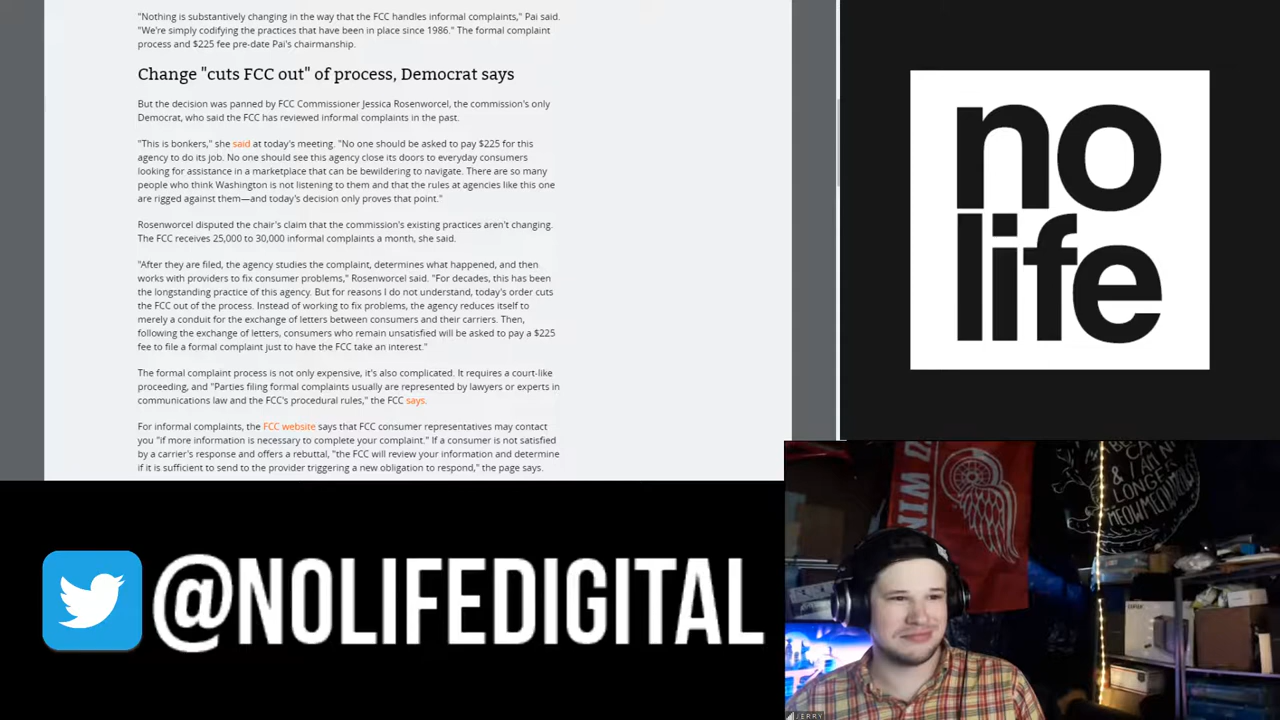 "Nothing is substantively changing in the way that the FCC handles informal complaints," Pai said.
"We're simply codifying the practices that have been in place since 1986." The formal complaint
process and $225 fee pre-date Pai's chairmanship.
Change "cuts FCC out" of process, Democrat says
But the decision was panned by FCC Commissioner Jessica Rosenworcel, the commission's only
Democrat, who said the FCC has reviewed informal complaints in the past.
"This is bonkers," she said at today's meeting. "No one should be asked to pay $225 for this
agency to do its job. No one should see this agency close its doors to everyday consumers
looking for assistance in a marketplace that can be bewildering to navigate. There are so many
people who think Washington is not listening to them and that the rules at agencies like this one
are rigged against them—and today's decision only proves that point."
Rosenworcel disputed the chair's claim that the commission's existing practices aren't changing.
The FCC receives 25,000 to 30,000 informal complaints a month, she said.
"After they are filed, the agency studies the complaint, determines what happened, and then
works with providers to fix consumer problems," Rosenworcel said. "For decades, this has been
the longstanding practice of this agency. But for reasons I do not understand, today's order cuts
the FCC out of the process. Instead of working to fix problems, the agency reduces itself to
merely a conduit for the exchange of letters between consumers and their carriers. Then,
following the exchange of letters, consumers who remain unsatisfied will be asked to pay a $225
fee to file a formal complaint just to have the FCC take an interest."
The formal complaint process is not only expensive, it's also complicated. It requires a court-like
proceeding, and "Parties filing formal complaints usually are represented by lawyers or experts in
communications law and the FCC's procedural rules," the FCC says.
For informal complaints, the FCC website says that FCC consumer representatives may contact
you "if more information is necessary to complete your complaint." If a consumer is not satisfied
by a carrier's response and offers a rebuttal, "the FCC will review your information and determine
if it is sufficient to send to the provider triggering a new obligation to respond," the page says.
no
life
@NOLIFEDIGITAL
D WIN
I AM N
& LONGE
MEOWMEO
JERRY